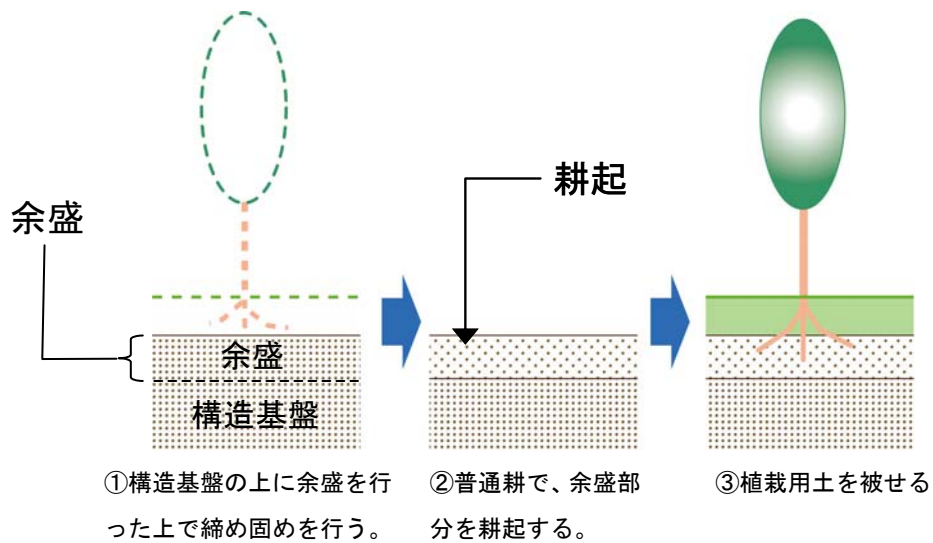 余盛
耕起
余盛
構造基盤
①構造基盤の上に余盛を行
った上で締め固めを行う。
②普通耕で、余盛部
分を耕起する。
③植栽用土を被せる